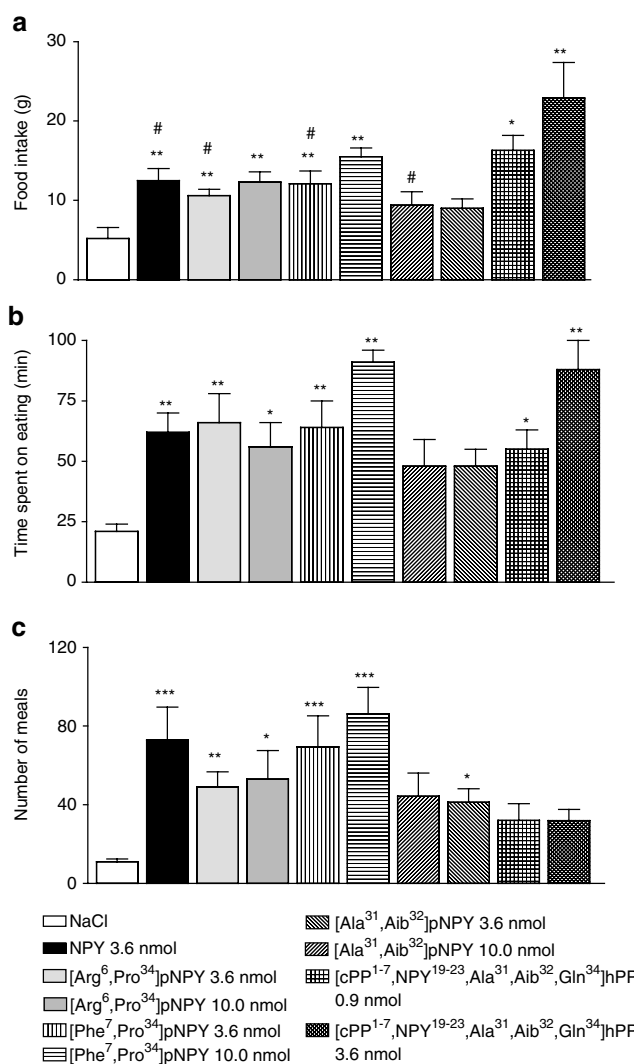 a
30
20
10
0
Food intake (g)
#
**
#
**
**
#
**
**
#
*
**
b
100
75
50
25
0
Time spent on eating (min)
**
**
*
**
**
*
**
c
120
80
40
0
Number of meals
***
**
*
***
***
*
NaCl
NPY 3.6 nmol
[Arg6,Pro34]pNPY 3.6 nmol
[Arg6,Pro34]pNPY 10.0 nmol
[Phe7,Pro34]pNPY 3.6 nmol
[Phe7,Pro34]pNPY 10.0 nmol
[Ala31,Aib32]pNPY 3.6 nmol
[Ala31,Aib32]pNPY 10.0 nmol
[cPP1-7,NPY19-23,Ala31,Aib32,Gln34]hPP
0.9 nmol
[cPP1-7,NPY19-23,Ala31,Aib32,Gln34]hPP
3.6 nmol